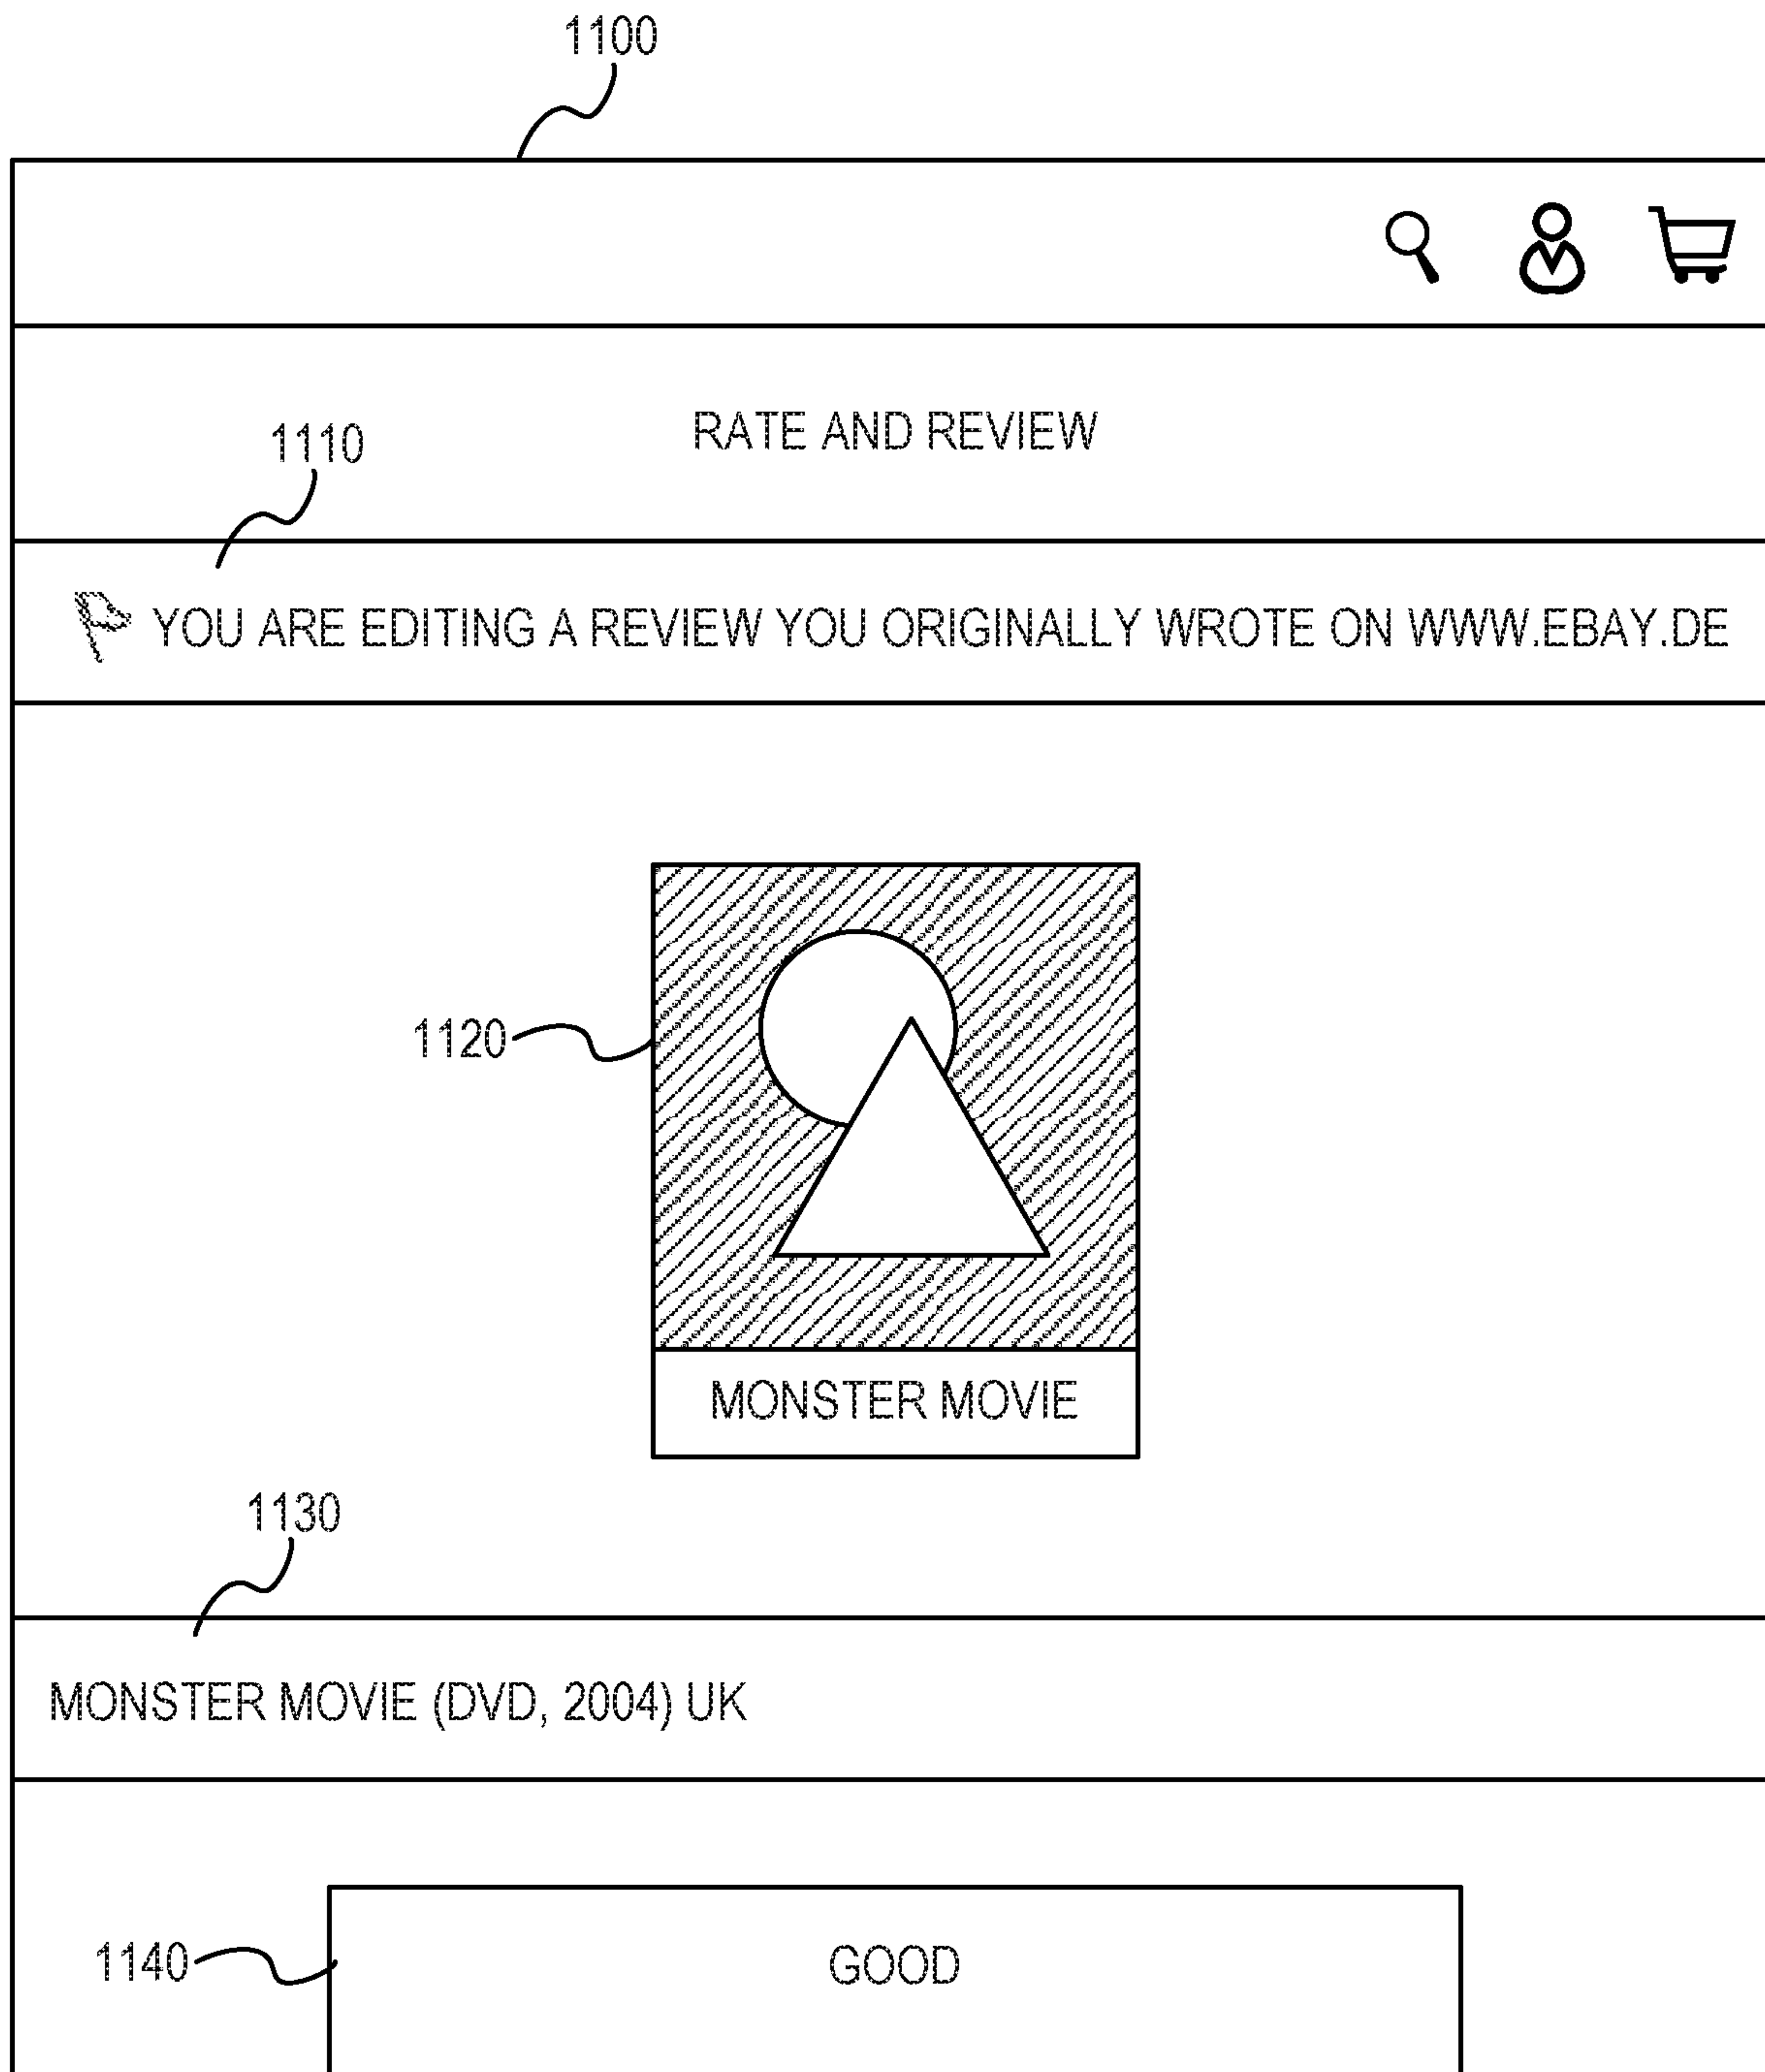 1100
RATE AND REVIEW
1110
YOU ARE EDITING A REVIEW YOU ORIGINALLY WROTE ON WWW.EBAY.DE
1120
MONSTER MOVIE
1130
MONSTER MOVIE (DVD, 2004) UK
1140
GOOD